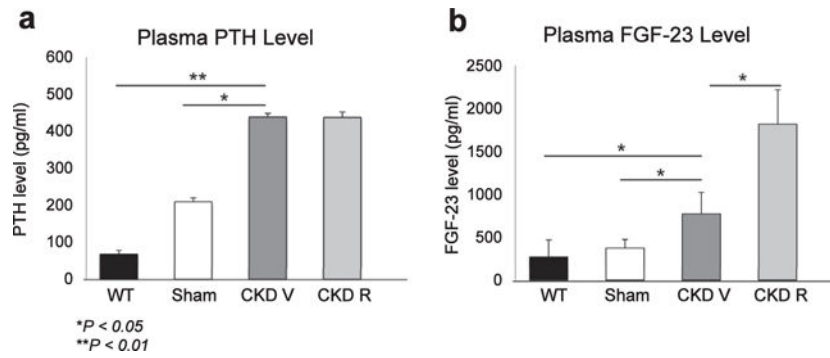 a
Plasma PTH Level
PTH level (pg/ml)
600
500
400
300
200
100
0
**
*
WT Sham CKD V CKD R
*P < 0.05
**P < 0.01
b
Plasma FGF-23 Level
FGF-23 level (pg/ml)
2500
2000
1500
1000
500
0
*
*
*
WT Sham CKD V CKD R